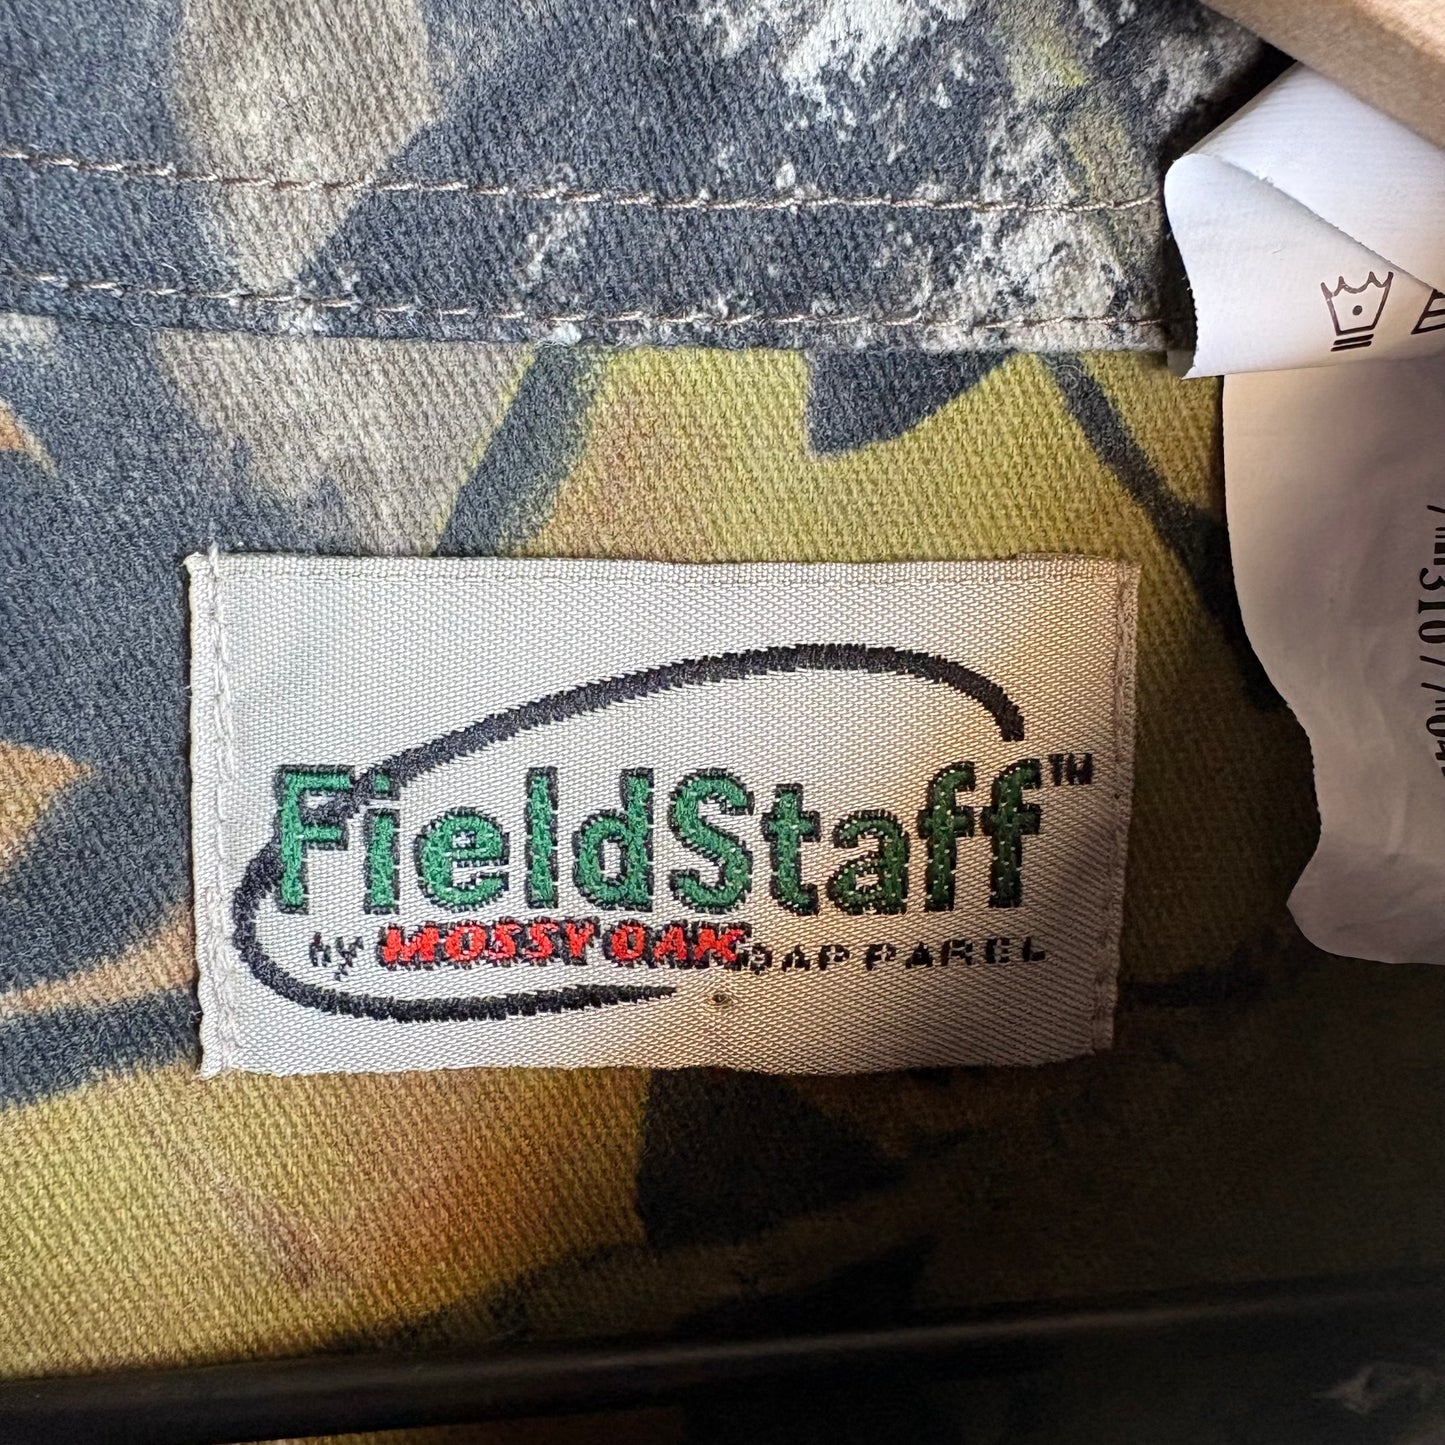 FieldStaff™
by MOSSY OAK® APPAREL